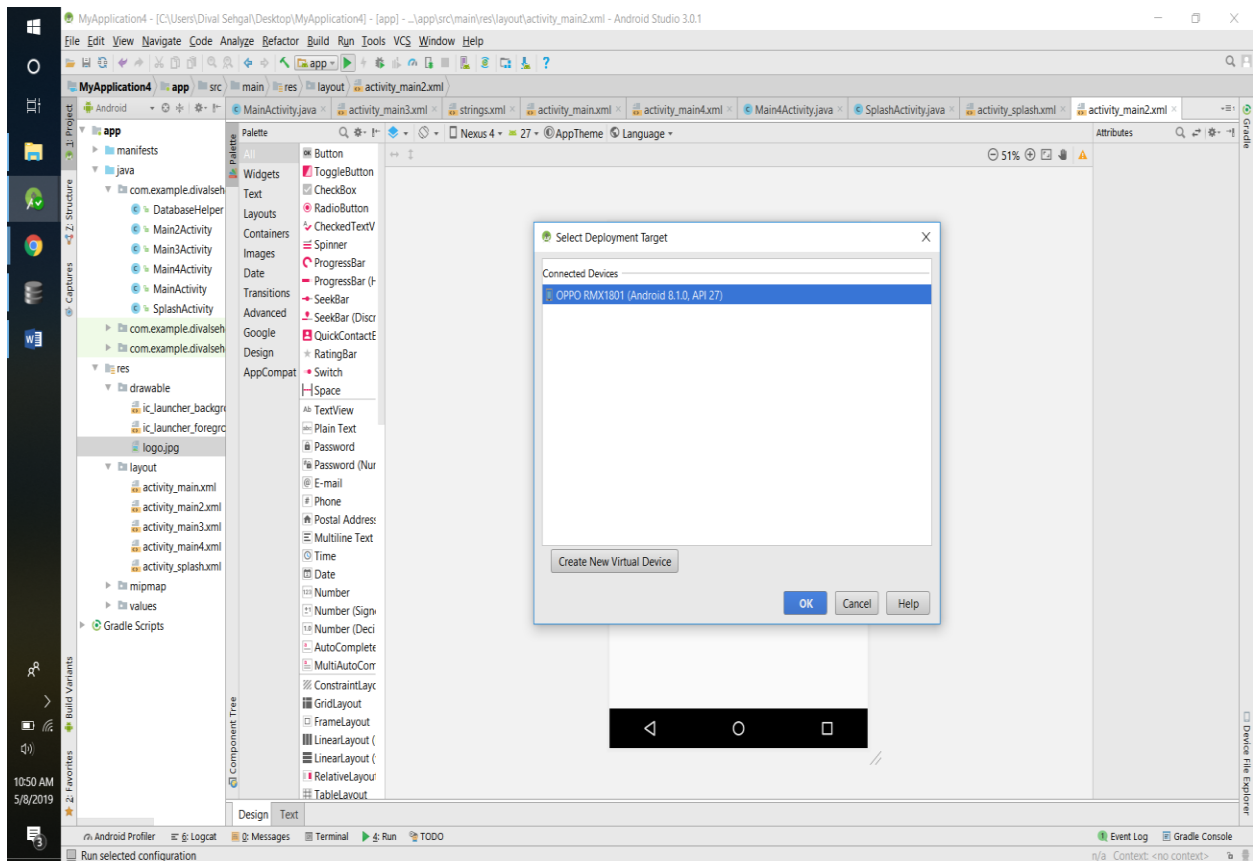 MyApplication4 - [C:\Users\Dival Sehgal\Desktop\MyApplication4] - [app] - ...\app\src\main\res\layout\activity_main2.xml - Android Studio 3.0.1
File Edit View Navigate Code Analyze Refactor Build Run Tools VCS Window Help
app
MyApplication4 app src main res layout activity_main2.xml
Android
MainActivity.java
activity_main3.xml
strings.xml
activity_main.xml
activity_main4.xml
Main4Activity.java
SplashActivity.java
activity_splash.xml
activity_main2.xml
1: Project
Z: Structure
Captures
Build Variants
2: Favorites
app
manifests
java
com.example.divalseh
DatabaseHelper
Main2Activity
Main3Activity
Main4Activity
MainActivity
SplashActivity
com.example.divalseh
com.example.divalseh
res
drawable
ic_launcher_backgr
ic_launcher_foregr
logo.jpg
layout
activity_main.xml
activity_main2.xml
activity_main3.xml
activity_main4.xml
activity_splash.xml
mipmap
values
Gradle Scripts
Palette
Component Tree
Palette
All
Widgets
Text
Layouts
Containers
Images
Date
Transitions
Advanced
Google
Design
AppCompat
OK Button
ToggleButton
CheckBox
RadioButton
CheckedTextV
Spinner
ProgressBar
ProgressBar (H
SeekBar
SeekBar (Discr
QuickContactE
RatingBar
Switch
Space
Ab TextView
Plain Text
Password
Password (Nur
@ E-mail
# Phone
Postal Address
Multiline Text
Time
Date
Number
Number (Sign
Number (Deci
AutoComplete
MultiAutoCom
ConstraintLayc
GridLayout
FrameLayout
LinearLayout (
LinearLayout (
RelativeLayou
TableLayout
Nexus 4 27 AppTheme Language
51%
Attributes
Select Deployment Target
Connected Devices
OPPO RMX1801 (Android 8.1.0, API 27)
Create New Virtual Device
OK Cancel Help
Gradle
Device File Explorer
Design Text
Android Profiler 6: Logcat 0: Messages Terminal 4: Run TODO
Event Log Gradle Console
Run selected configuration
n/a Context: <no context>
10:50 AM
5/8/2019
3